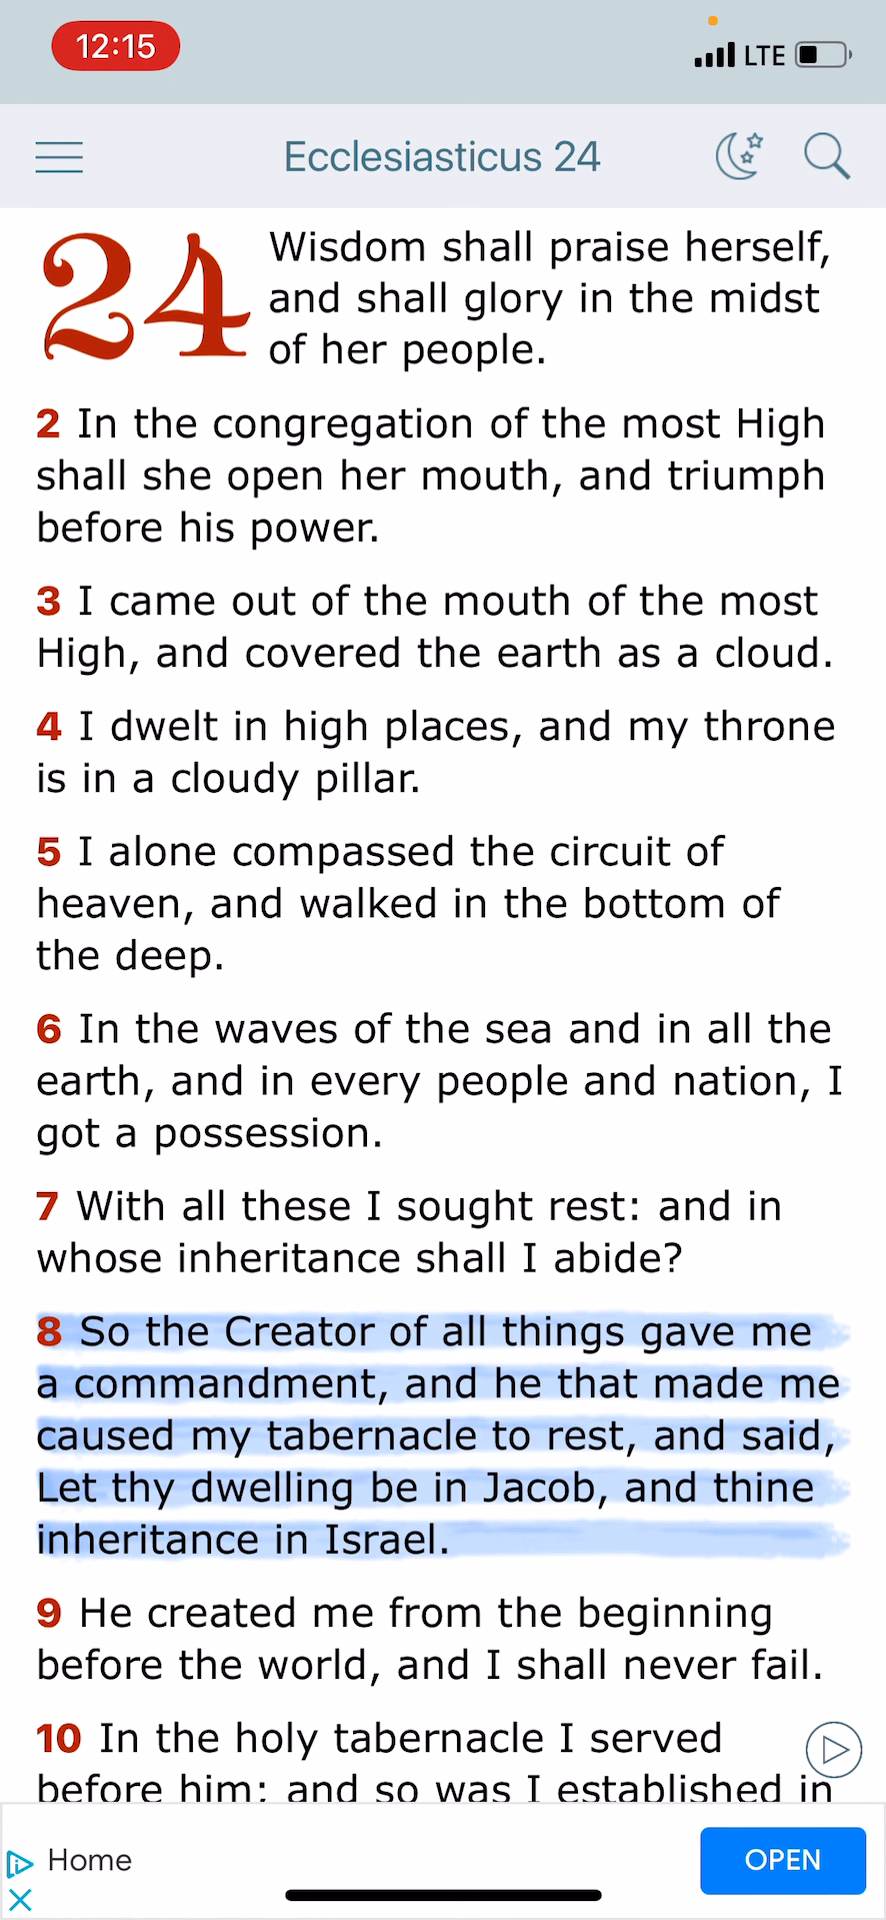 12:15
LTE
Ecclesiasticus 24
24 Wisdom shall praise herself,
and shall glory in the midst
of her people.
2 In the congregation of the most High
shall she open her mouth, and triumph
before his power.
3 I came out of the mouth of the most
High, and covered the earth as a cloud.
4 I dwelt in high places, and my throne
is in a cloudy pillar.
5 I alone compassed the circuit of
heaven, and walked in the bottom of
the deep.
6 In the waves of the sea and in all the
earth, and in every people and nation, I
got a possession.
7 With all these I sought rest: and in
whose inheritance shall I abide?
8 So the Creator of all things gave me
a commandment, and he that made me
caused my tabernacle to rest, and said,
Let thy dwelling be in Jacob, and thine
inheritance in Israel.
9 He created me from the beginning
before the world, and I shall never fail.
10 In the holy tabernacle I served
before him; and so was I established in
Home
OPEN